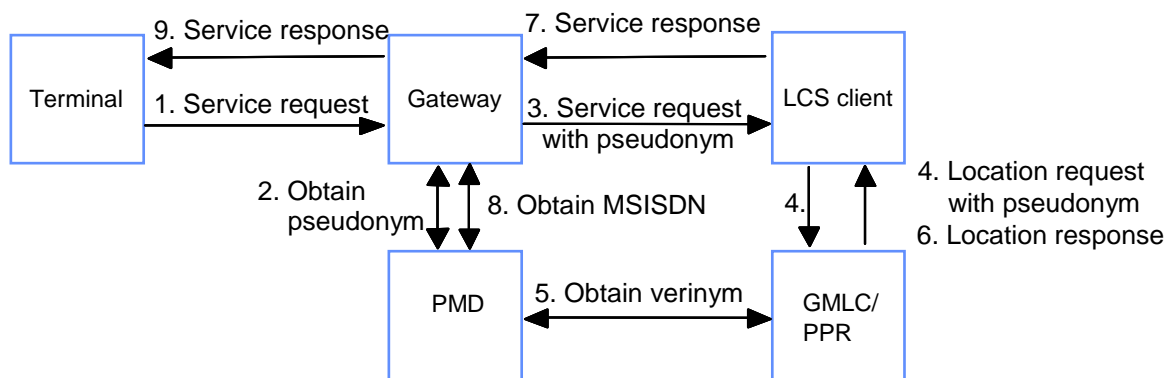 9. Service response
7. Service response
Terminal
1. Service request
Gateway
3. Service request
with pseudonym
LCS client
2. Obtain
pseudonym
8. Obtain MSISDN
4.
4. Location request
with pseudonym
6. Location response
PMD
5. Obtain verinym
GMLC/
PPR